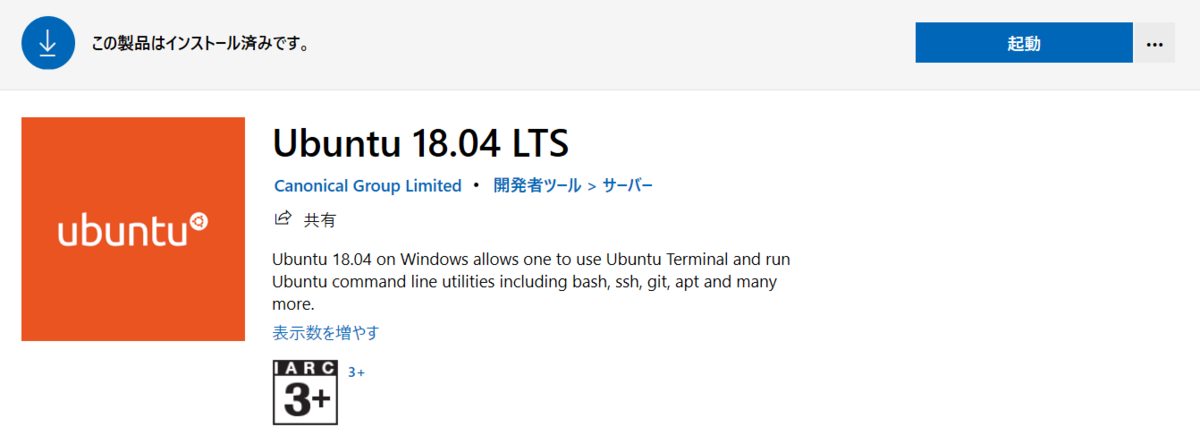 この製品はインストール済みです。
起動
...
Ubuntu 18.04 LTS
Canonical Group Limited • 開発者ツール > サーバー
共有
ubuntu
Ubuntu 18.04 on Windows allows one to use Ubuntu Terminal and run
Ubuntu command line utilities including bash, ssh, git, apt and many
more.
表示数を増やす
IARC
3+
3+